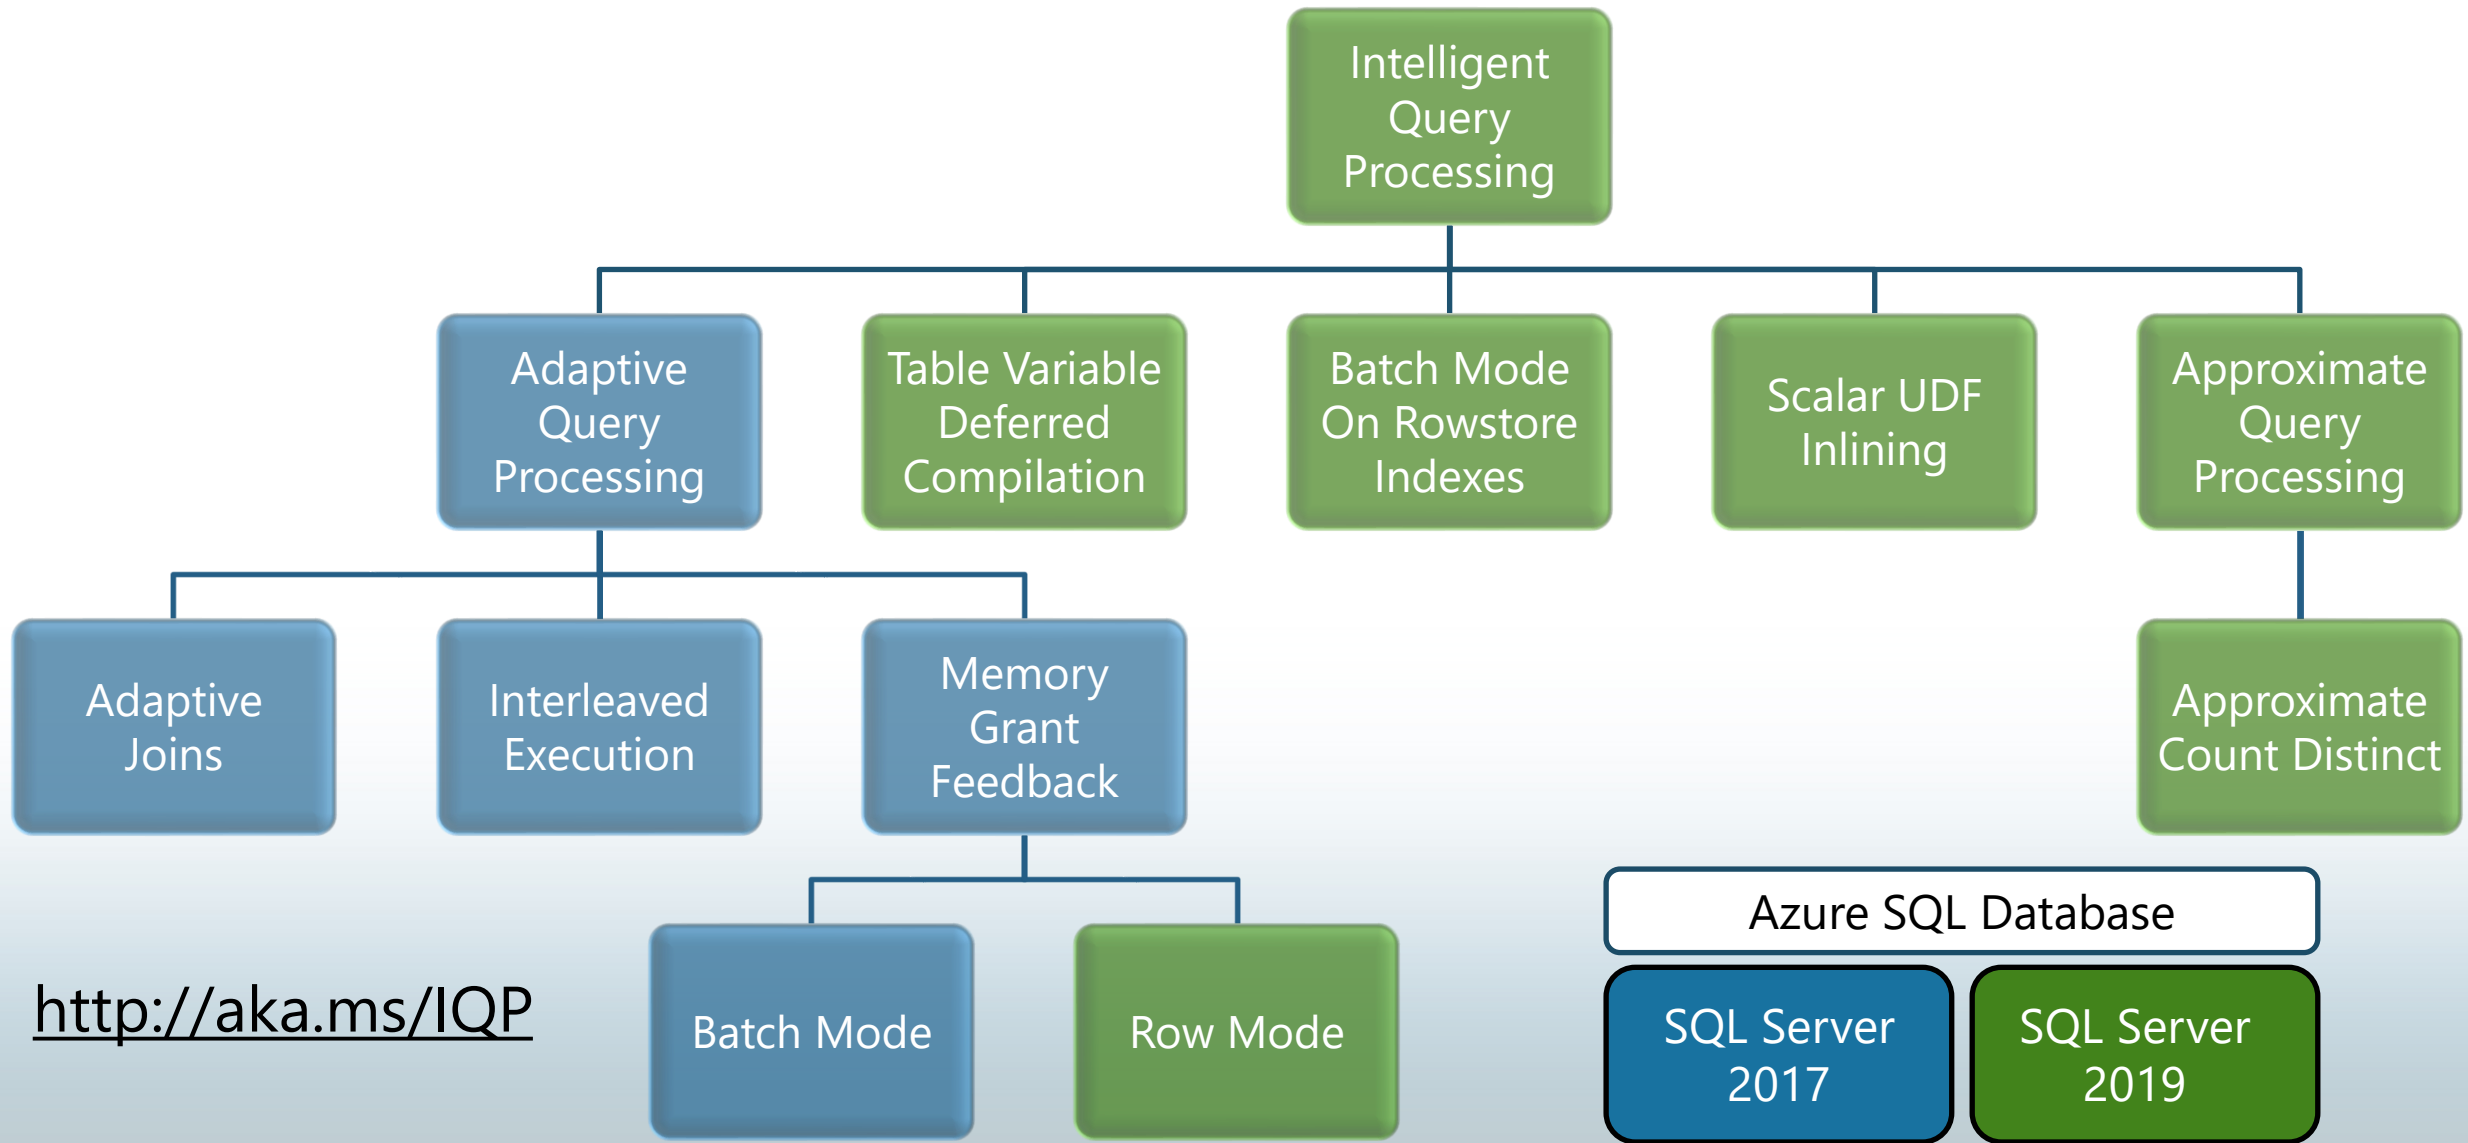 Intelligent
Query
Processing
Adaptive
Query
Processing
Table Variable
Deferred
Compilation
Batch Mode
On Rowstore
Indexes
Scalar UDF
Inlining
Approximate
Query
Processing
Adaptive
Joins
Interleaved
Execution
Memory
Grant
Feedback
Approximate
Count Distinct
Batch Mode
Row Mode
http://aka.ms/IQP
Azure SQL Database
SQL Server
2017
SQL Server
2019